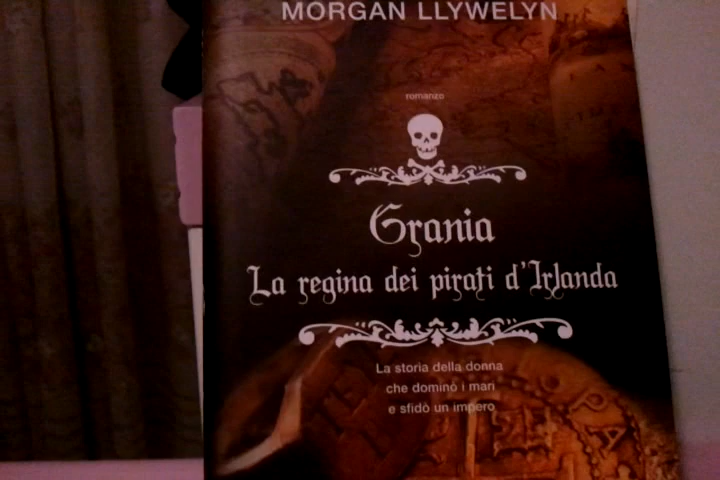 MORGAN LLYWELYN
romanzo
Grania
La regina dei pirati d'Irlanda
La storia della donna
che dominò i mari
e sfidò un impero